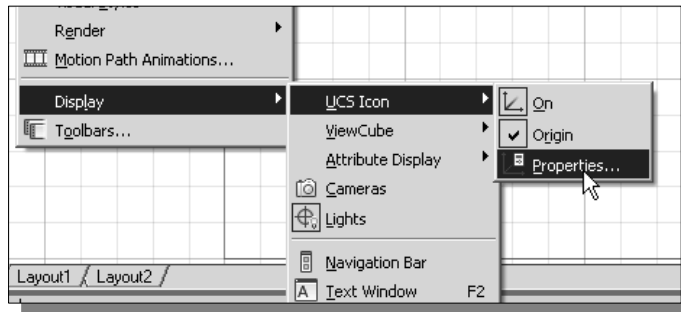 Render
Motion Path Animations...
Display
Toolbars...
UCS Icon
ViewCube
Attribute Display
Cameras
Lights
Navigation Bar
Text Window F2
On
Origin
Properties...
Layout1 / Layout2 /